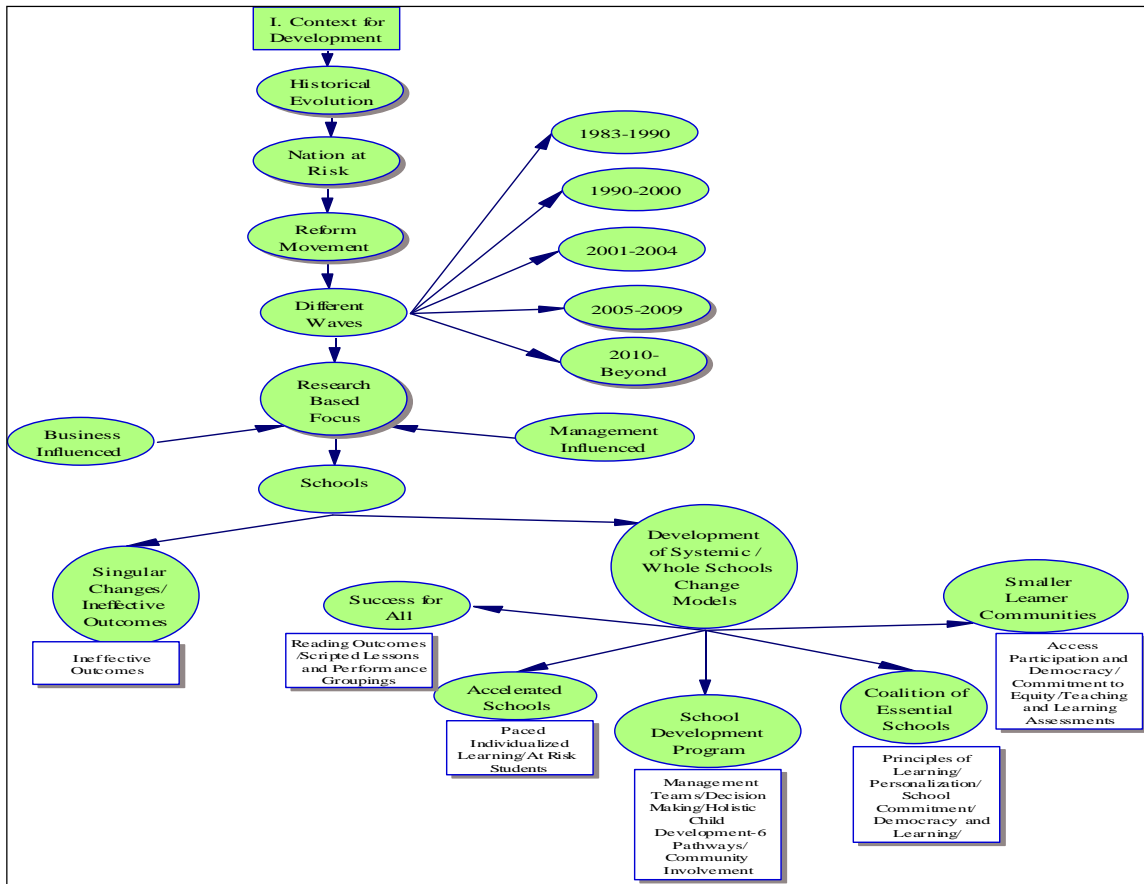 I. Context for
Development
Historical
Evolution
Nation at
Risk
Reform
Movement
Different
Waves
1983-1990
1990-2000
2001-2004
2005-2009
2010-
Beyond
Research
Based
Focus
Business
Influenced
Management
Influenced
Schools
Singular
Changes/
Ineffective
Outcomes
Ineffective
Outcomes
Development
of Systemic /
Whole Schools
Change
Models
Success for
All
Reading Outcomes
/Scripted Lessons
and Performance
Groupings
Accelerated
Schools
Paced
Individualized
Learning/At Risk
Students
School
Development
Program
Management
Teams/Decision
Making/Holistic
Child
Development-6
Pathways/
Community
Involvement
Coalition of
Essential
Schools
Principles of
Learning/
Personalization/
School
Commitment/
Democracy and
Learning/
Smaller
Learner
Communities
Access
Participation and
Democracy/
Commitment to
Equity/Teaching
and Learning
Assessments